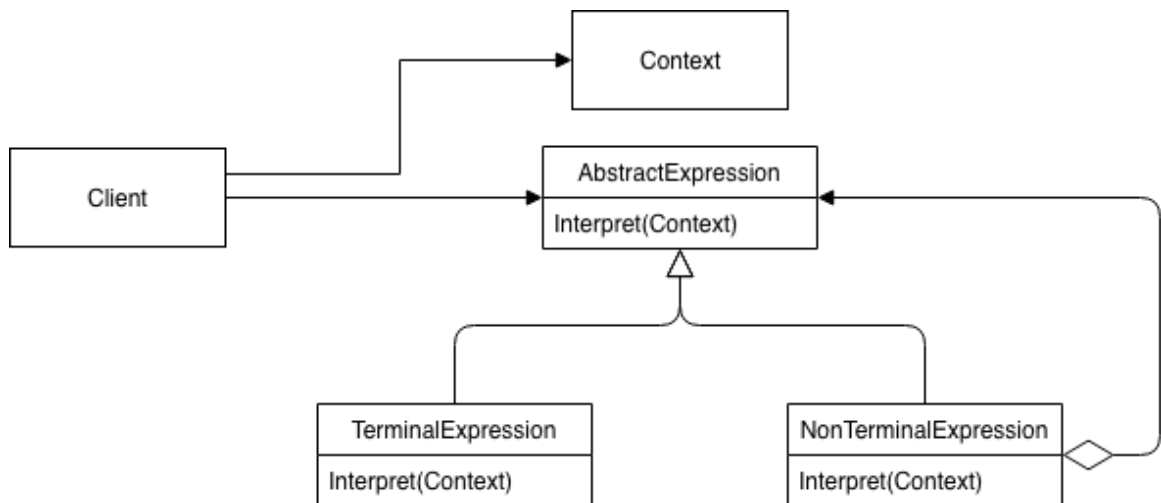 Context
Client
AbstractExpression
Interpret(Context)
TerminalExpression
Interpret(Context)
NonTerminalExpression
Interpret(Context)